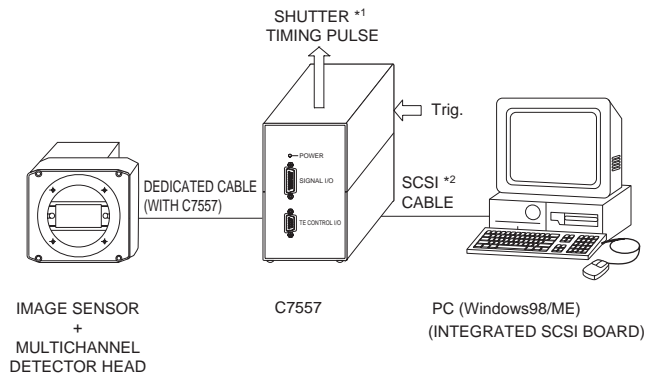 SHUTTER *1
TIMING PULSE
Trig.
POWER
SIGNAL I/O
TE CONTROL I/O
DEDICATED CABLE
(WITH C7557)
SCSI *2
CABLE
IMAGE SENSOR
+
MULTICHANNEL
DETECTOR HEAD
C7557
PC (Windows98/ME)
(INTEGRATED SCSI BOARD)